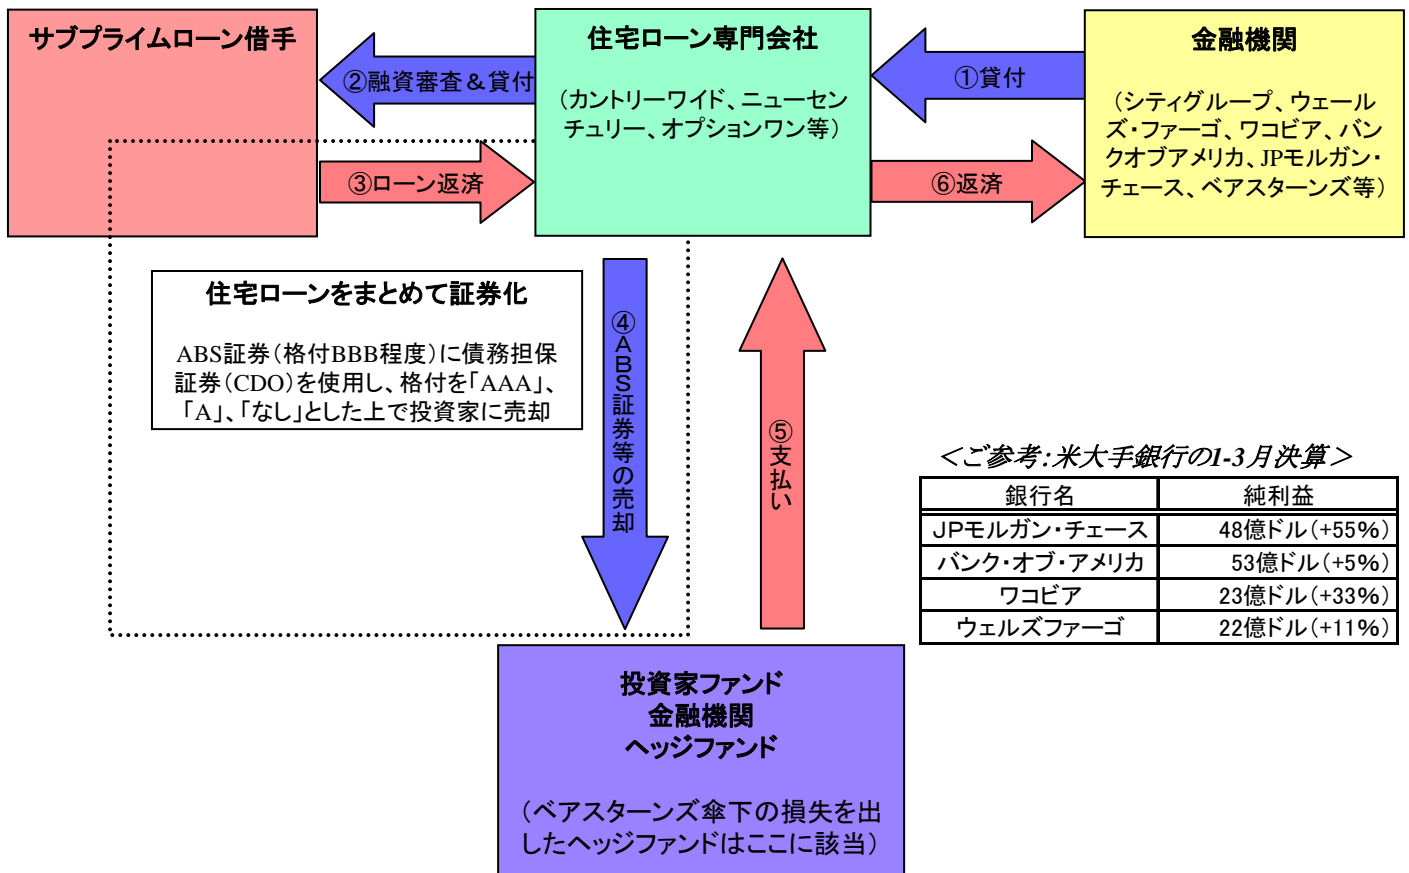 サブプライムローン借手
住宅ローン専門会社
(カントリーワイド、ニューセン
チュリー、オプションワン等)
金融機関
(シティグループ、ウェール
ズ・ファーゴ、ワコビア、バン
クオブアメリカ、JPモルガン・
チェース、ベアスターンズ等)
②融資審査&貸付
①貸付
③ローン返済
⑥返済
住宅ローンをまとめて証券化
ABS証券(格付BBB程度)に債務担保
証券(CDO)を使用し、格付を「AAA」、
「A」、「なし」とした上で投資家に売却
④ABS証券等の売却
⑤支払い
<ご参考:米大手銀行の1-3月決算>
銀行名 純利益
JPモルガン・チェース 48億ドル(+55%)
バンク・オブ・アメリカ 53億ドル(+5%)
ワコビア 23億ドル(+33%)
ウェルズファーゴ 22億ドル(+11%)
投資家ファンド
金融機関
ヘッジファンド
(ベアスターンズ傘下の損失を出
したヘッジファンドはここに該当)